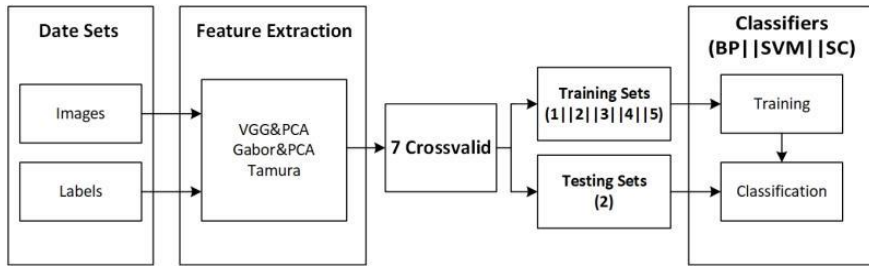 Date Sets
Images
Labels
Feature Extraction
VGG&PCA
Gabor&PCA
Tamura
7 Crossvalid
Training Sets
(1||2||3||4||5)
Testing Sets
(2)
Classifiers
(BP||SVM||SC)
Training
Classification